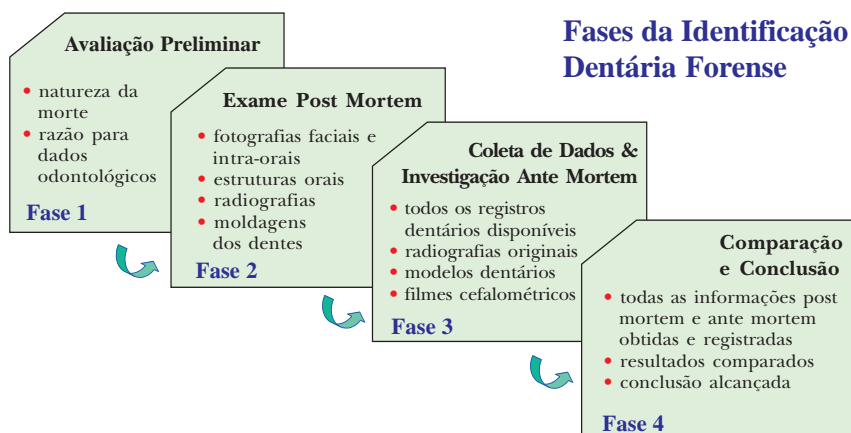 Fases da Identificação
Dentária Forense
Avaliação Preliminar
• natureza da
morte
• razão para
dados
odontológicos
Fase 1
Exame Post Mortem
• fotografias faciais e
intra-orais
• estruturas orais
• radiografias
• moldagens
dos dentes
Fase 2
Coleta de Dados &
Investigação Ante Mortem
• todos os registros
dentários disponíveis
• radiografias originais
• modelos dentários
• filmes cefalométricos
Fase 3
Comparação
e Conclusão
• todas as informações post
mortem e ante mortem
obtidas e registradas
• resultados comparados
• conclusão alcançada
Fase 4